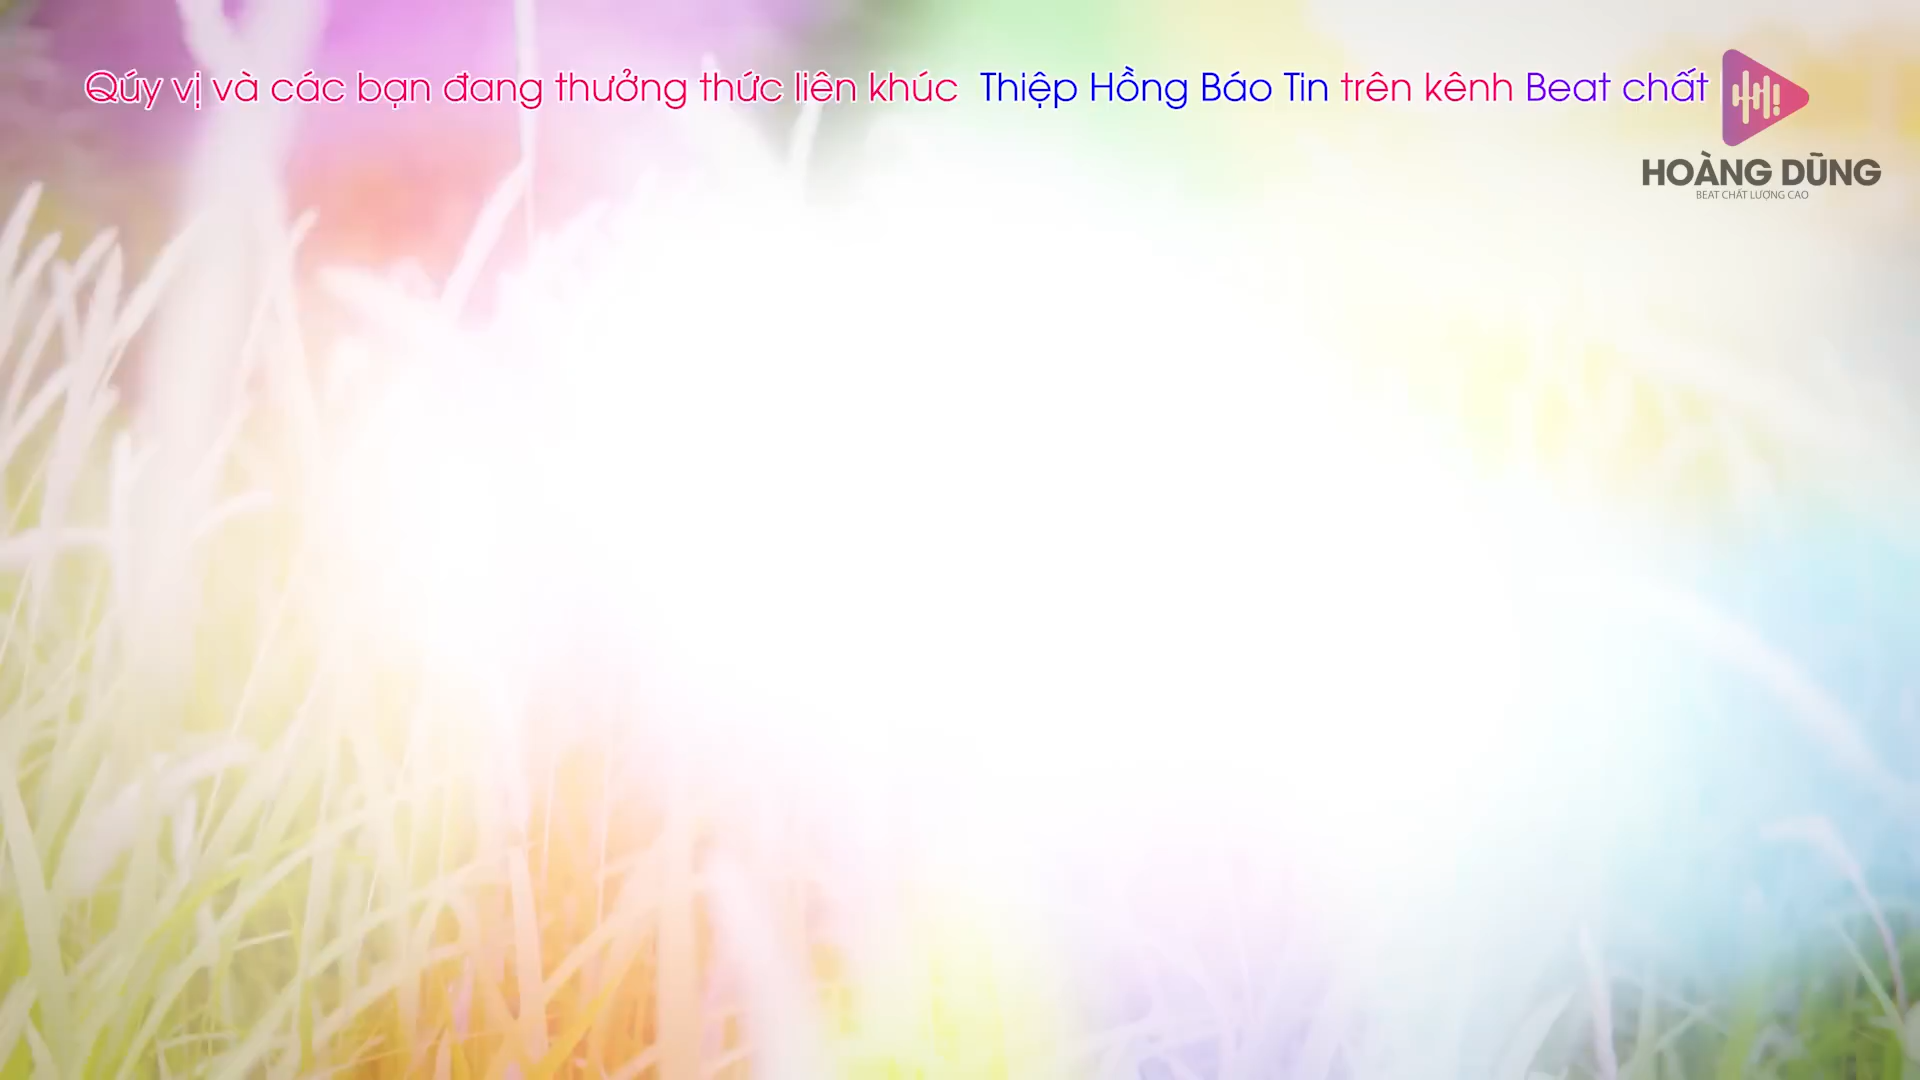 Qúy vị và các bạn đang thưởng thức liên khúc Thiệp Hồng Báo Tin trên kênh Beat chất
HOÀNG DŨNG
BEAT CHẤT LƯỢNG CAO